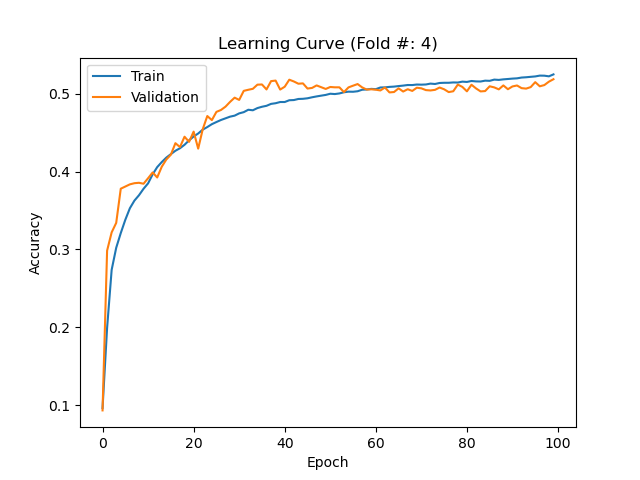 Learning Curve (Fold #: 4)
Train
Validation
Accuracy
0.5
0.4
0.3
0.2
0.1
0 20 40 60 80 100
Epoch